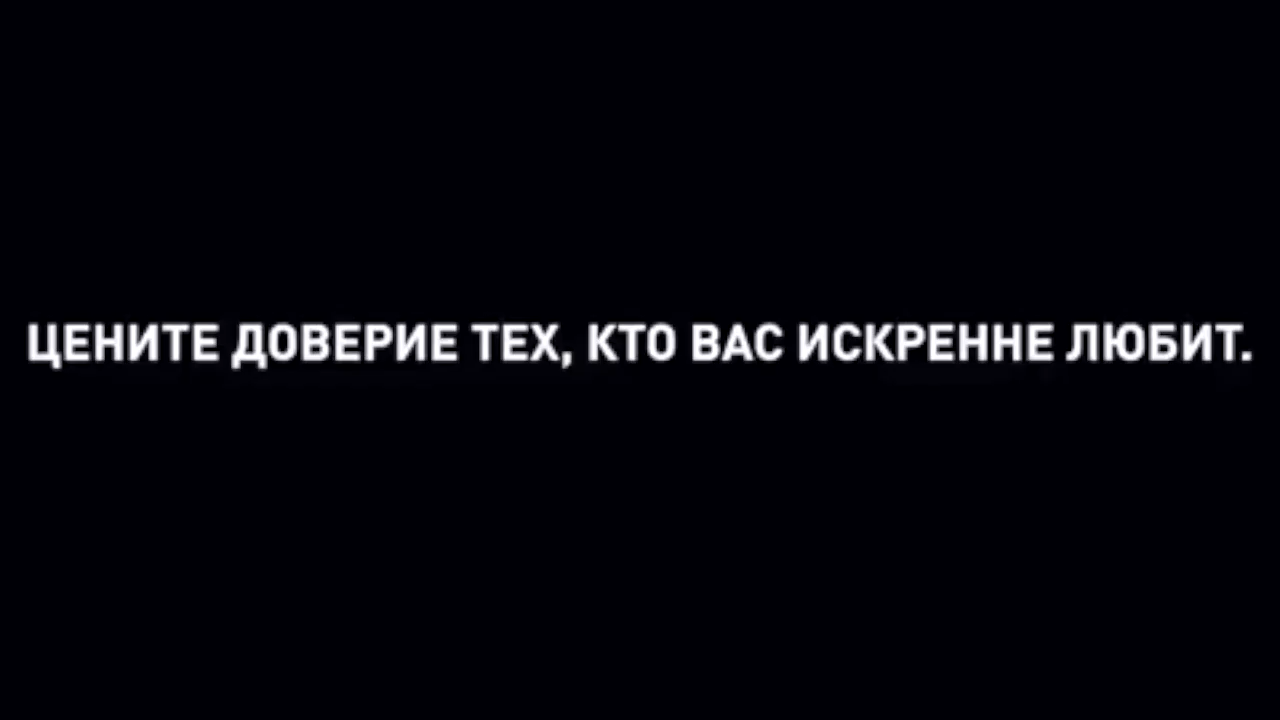 ЦЕНИТЕ ДОВЕРИЕ ТЕХ, КТО ВАС ИСКРЕННЕ ЛЮБИТ.